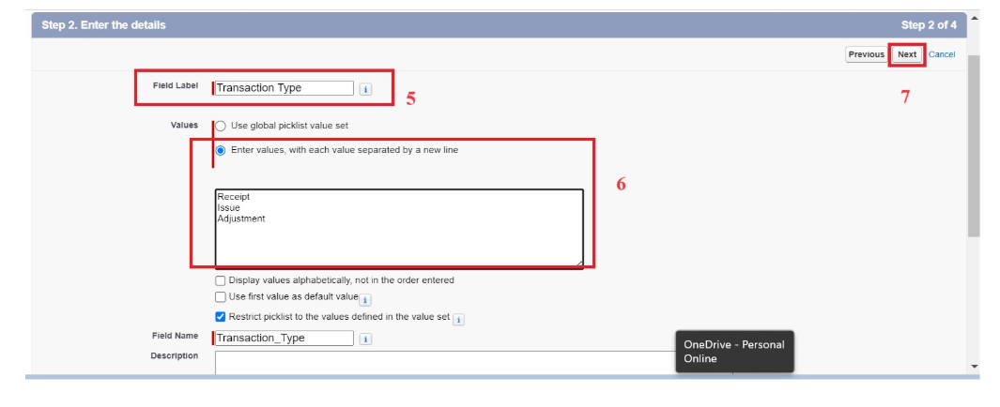 Step 2. Enter the details Step 2 of 4
Previous Next Cancel
Field Label Transaction Type i 5 7
Values Use global picklist value set
Enter values, with each value separated by a new line
6
Receipt
Issue
Adjustment
Display values alphabetically, not in the order entered
Use first value as default value i
Restrict picklist to the values defined in the value set i
Field Name Transaction_Type i
Description
OneDrive - Personal
Online